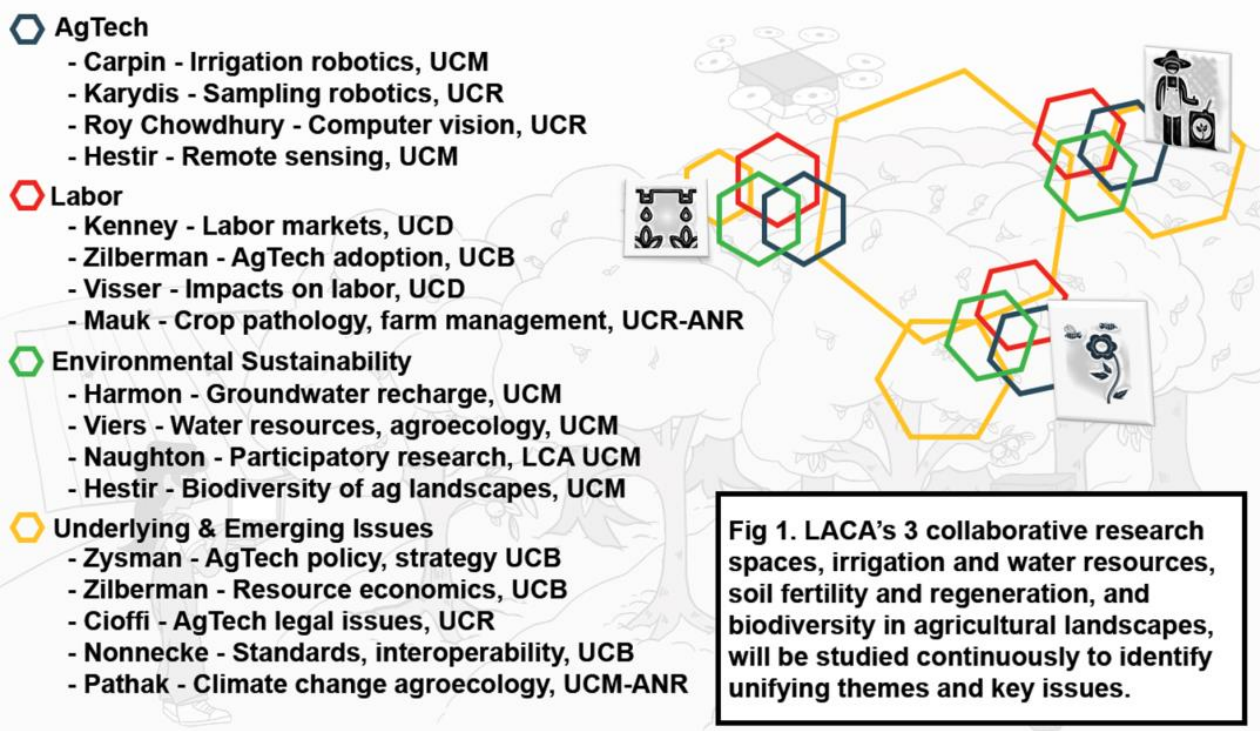 AgTech
- Carpin - Irrigation robotics, UCM
- Karydis - Sampling robotics, UCR
- Roy Chowdhury - Computer vision, UCR
- Hestir - Remote sensing, UCM
Labor
- Kenney - Labor markets, UCD
- Zilberman - AgTech adoption, UCB
- Visser - Impacts on labor, UCD
- Mauk - Crop pathology, farm management, UCR-ANR
Environmental Sustainability
- Harmon - Groundwater recharge, UCM
- Viers - Water resources, agroecology, UCM
- Naughton - Participatory research, LCA UCM
- Hestir - Biodiversity of ag landscapes, UCM
Underlying & Emerging Issues
- Zysman - AgTech policy, strategy UCB
- Zilberman - Resource economics, UCB
- Cioffi - AgTech legal issues, UCR
- Nonnecke - Standards, interoperability, UCB
- Pathak - Climate change agroecology, UCM-ANR
Fig 1. LACA's 3 collaborative research
spaces, irrigation and water resources,
soil fertility and regeneration, and
biodiversity in agricultural landscapes,
will be studied continuously to identify
unifying themes and key issues.